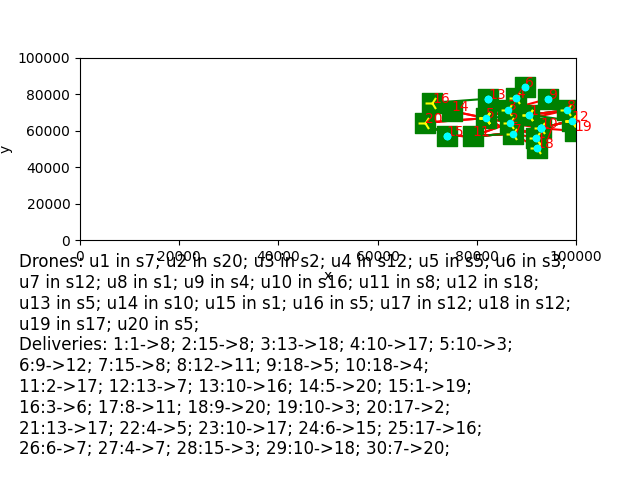 100000
80000
60000
40000
20000
0
y
0 20000 40000 60000 80000 100000
x
14
12
19
Drones: u1 in s7; u2 in s20; u3 in s2; u4 in s12; u5 in s5; u6 in s3;
u7 in s12; u8 in s1; u9 in s4; u10 in s16; u11 in s8; u12 in s18;
u13 in s5; u14 in s10; u15 in s1; u16 in s5; u17 in s12; u18 in s12;
u19 in s17; u20 in s5;
Deliveries: 1:1->8; 2:15->8; 3:13->18; 4:10->17; 5:10->3;
6:9->12; 7:15->8; 8:12->11; 9:18->5; 10:18->4;
11:2->17; 12:13->7; 13:10->16; 14:5->20; 15:1->19;
16:3->6; 17:8->11; 18:9->20; 19:10->3; 20:17->2;
21:13->17; 22:4->5; 23:10->17; 24:6->15; 25:17->16;
26:6->7; 27:4->7; 28:15->3; 29:10->18; 30:7->20;